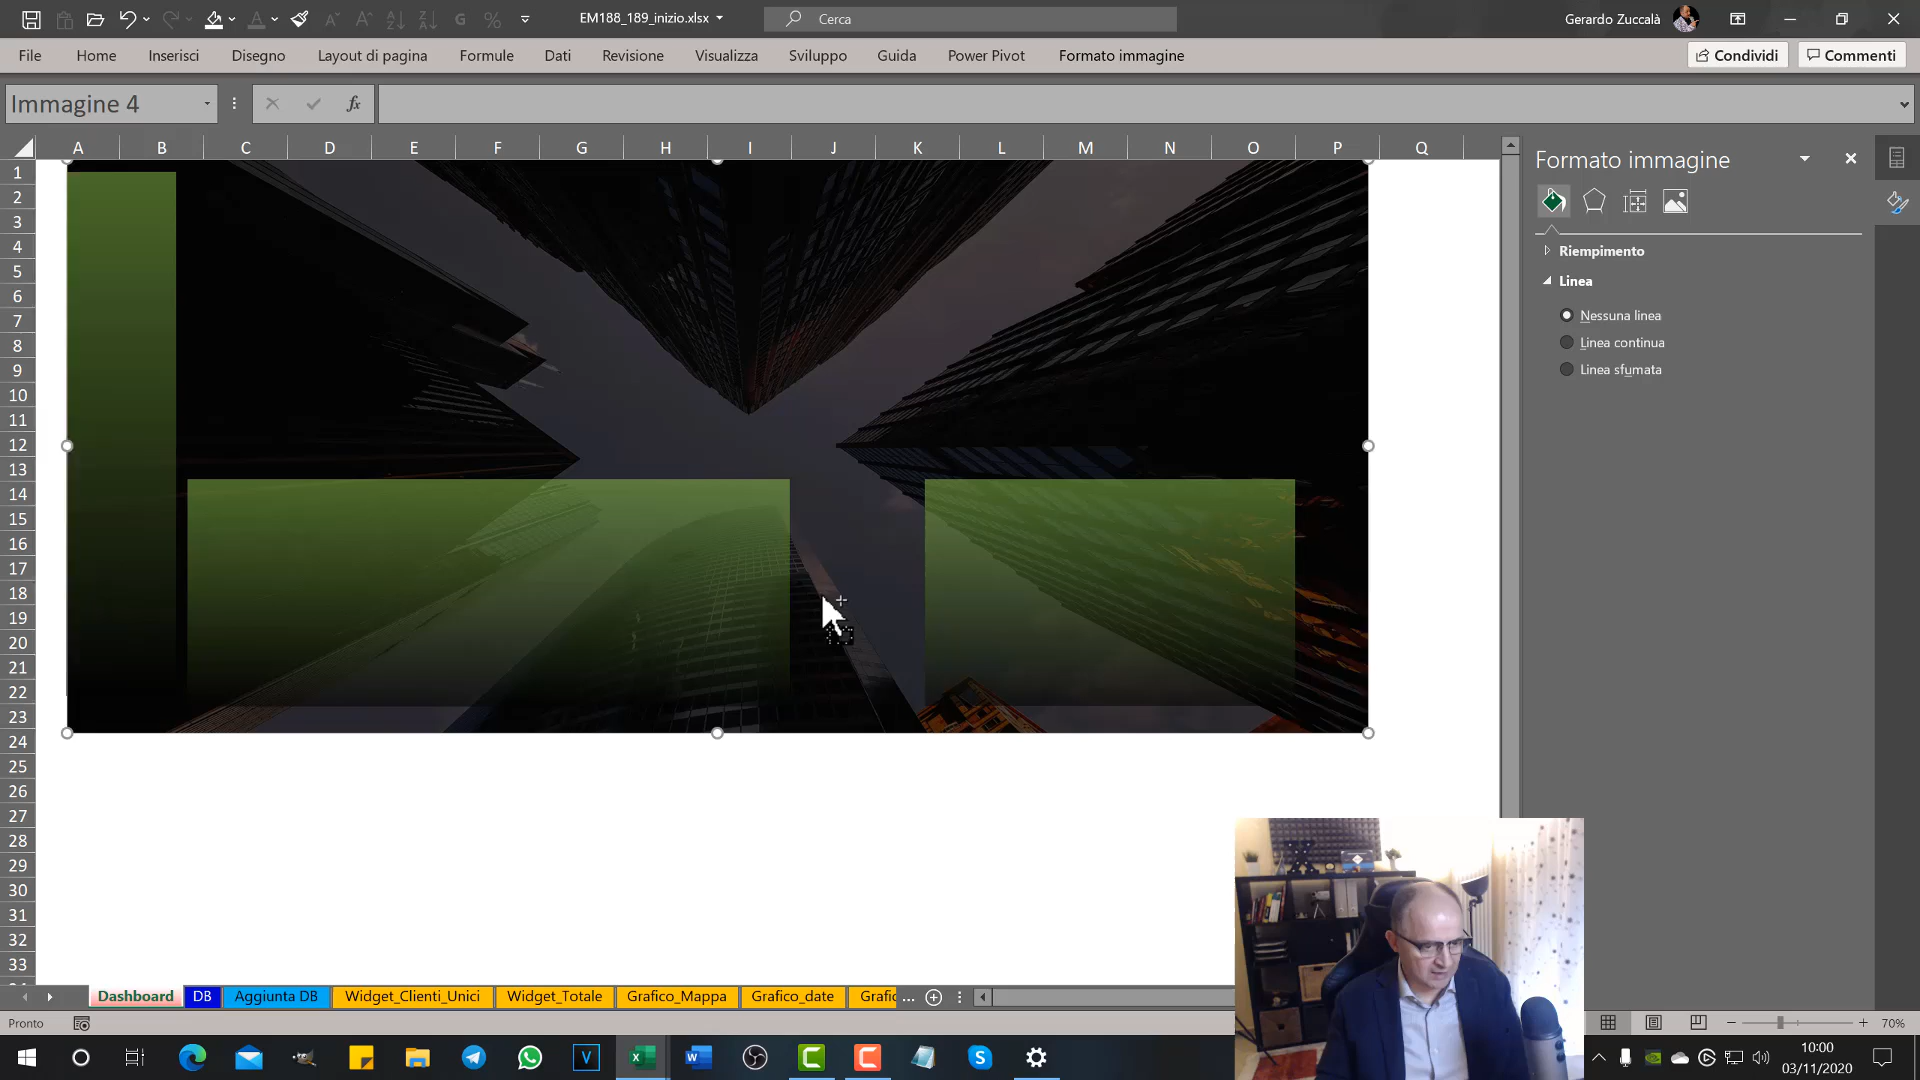 EM188_189_inizio.xlsx
Cerca
Gerardo Zuccalà
File Home Inserisci Disegno Layout di pagina Formule Dati Revisione Visualizza Sviluppo Guida Power Pivot Formato immagine Condividi Commenti
Immagine 4
fx
A B C D E F G H I J K L M N O P Q
1
2
3
4
5
6
7
8
9
10
11
12
13
14
15
16
17
18
19
20
21
22
23
24
25
26
27
28
29
30
31
32
33
Formato immagine
Riempimento
Linea
Nessuna linea
Linea continua
Linea sfumata
Dashboard DB Aggiunta DB Widget_Clienti_Unici Widget_Totale Grafico_Mappa Grafico_date Grafic ...
Pronto
70%
10:00
03/11/2020